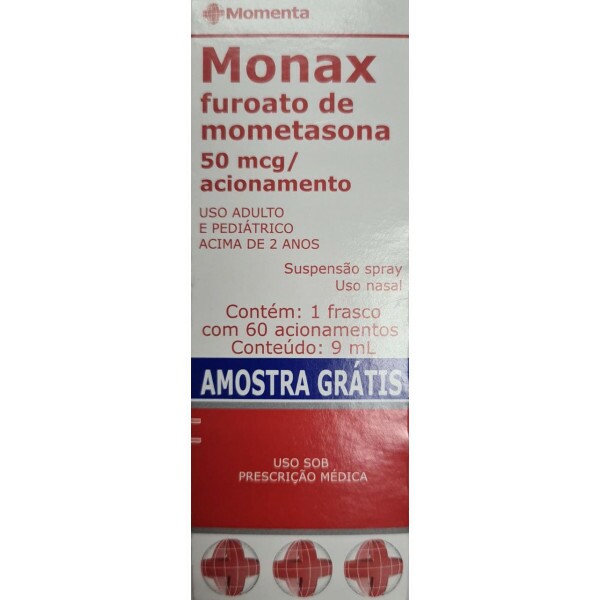 Momenta
Monax
furoato de
mometasona
50 mcg/
acionamento
USO ADULTO
E PEDIÁTRICO
ACIMA DE 2 ANOS
Suspensão spray
Uso nasal
Contém: 1 frasco
com 60 acionamentos
Conteúdo: 9 mL
AMOSTRA GRÁTIS
USO SOB
PRESCRIÇÃO MÉDICA